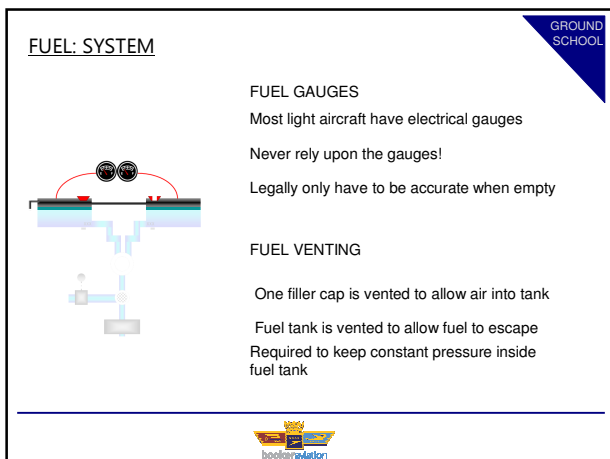 FUEL: SYSTEM
GROUND
SCHOOL
FUEL GAUGES
Most light aircraft have electrical gauges
Never rely upon the gauges!
Legally only have to be accurate when empty
FUEL VENTING
One filler cap is vented to allow air into tank
Fuel tank is vented to allow fuel to escape
Required to keep constant pressure inside
fuel tank
bookeraviation